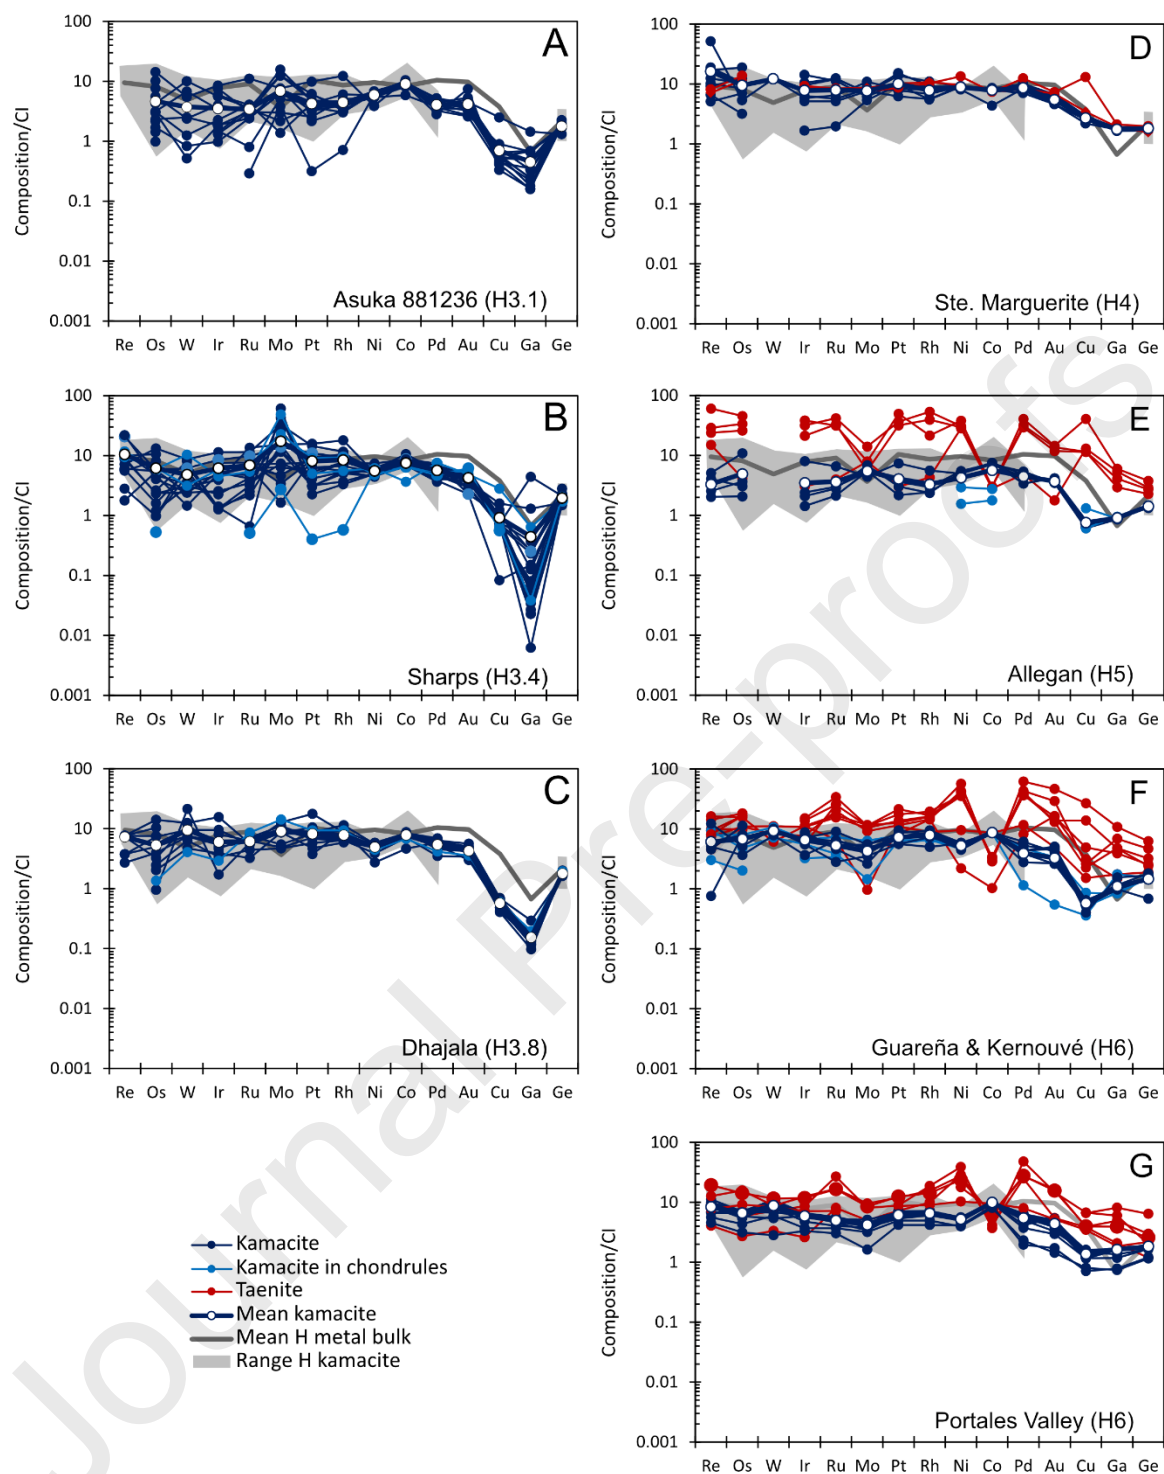 A
Composition/CI
100
10
1
0.1
0.01
0.001
Asuka 881236 (H3.1)
Re Os W Ir Ru Mo Pt Rh Ni Co Pd Au Cu Ga Ge
B
Composition/CI
100
10
1
0.1
0.01
0.001
Sharps (H3.4)
Re Os W Ir Ru Mo Pt Rh Ni Co Pd Au Cu Ga Ge
C
Composition/CI
100
10
1
0.1
0.01
0.001
Dhajala (H3.8)
Re Os W Ir Ru Mo Pt Rh Ni Co Pd Au Cu Ga Ge
Kamacite
Kamacite in chondrules
Taenite
Mean kamacite
Mean H metal bulk
Range H kamacite
D
Composition/CI
100
10
1
0.1
0.01
0.001
Ste. Marguerite (H4)
Re Os W Ir Ru Mo Pt Rh Ni Co Pd Au Cu Ga Ge
E
Composition/CI
100
10
1
0.1
0.01
0.001
Allegan (H5)
Re Os W Ir Ru Mo Pt Rh Ni Co Pd Au Cu Ga Ge
F
Composition/CI
100
10
1
0.1
0.01
0.001
Guareña & Kernouvé (H6)
Re Os W Ir Ru Mo Pt Rh Ni Co Pd Au Cu Ga Ge
G
Composition/CI
100
10
1
0.1
0.01
0.001
Portales Valley (H6)
Re Os W Ir Ru Mo Pt Rh Ni Co Pd Au Cu Ga Ge
Journal Pre-proofs